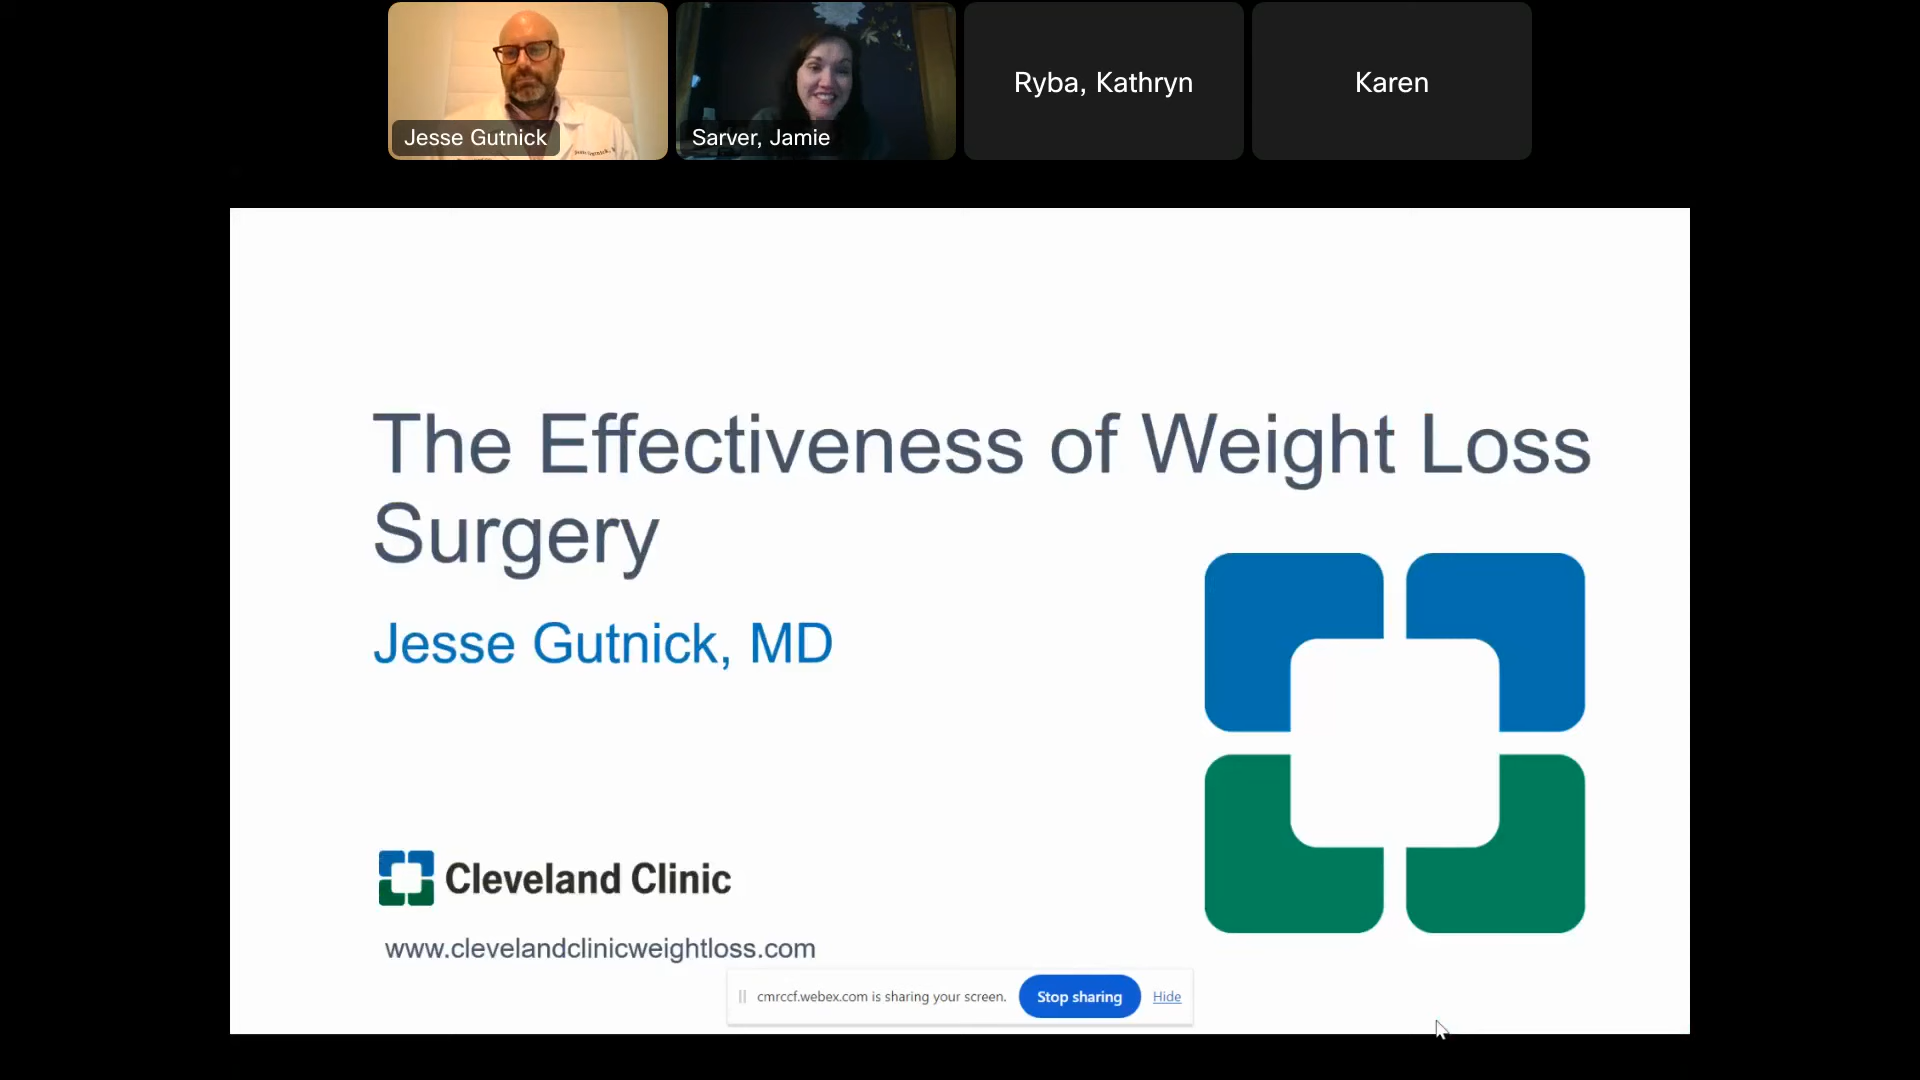 Jesse Gutnick
Sarver, Jamie
Ryba, Kathryn
Karen
The Effectiveness of Weight Loss
Surgery
Jesse Gutnick, MD
Cleveland Clinic
www.clevelandclinicweightloss.com
cmrccf.webex.com is sharing your screen.
Stop sharing
Hide